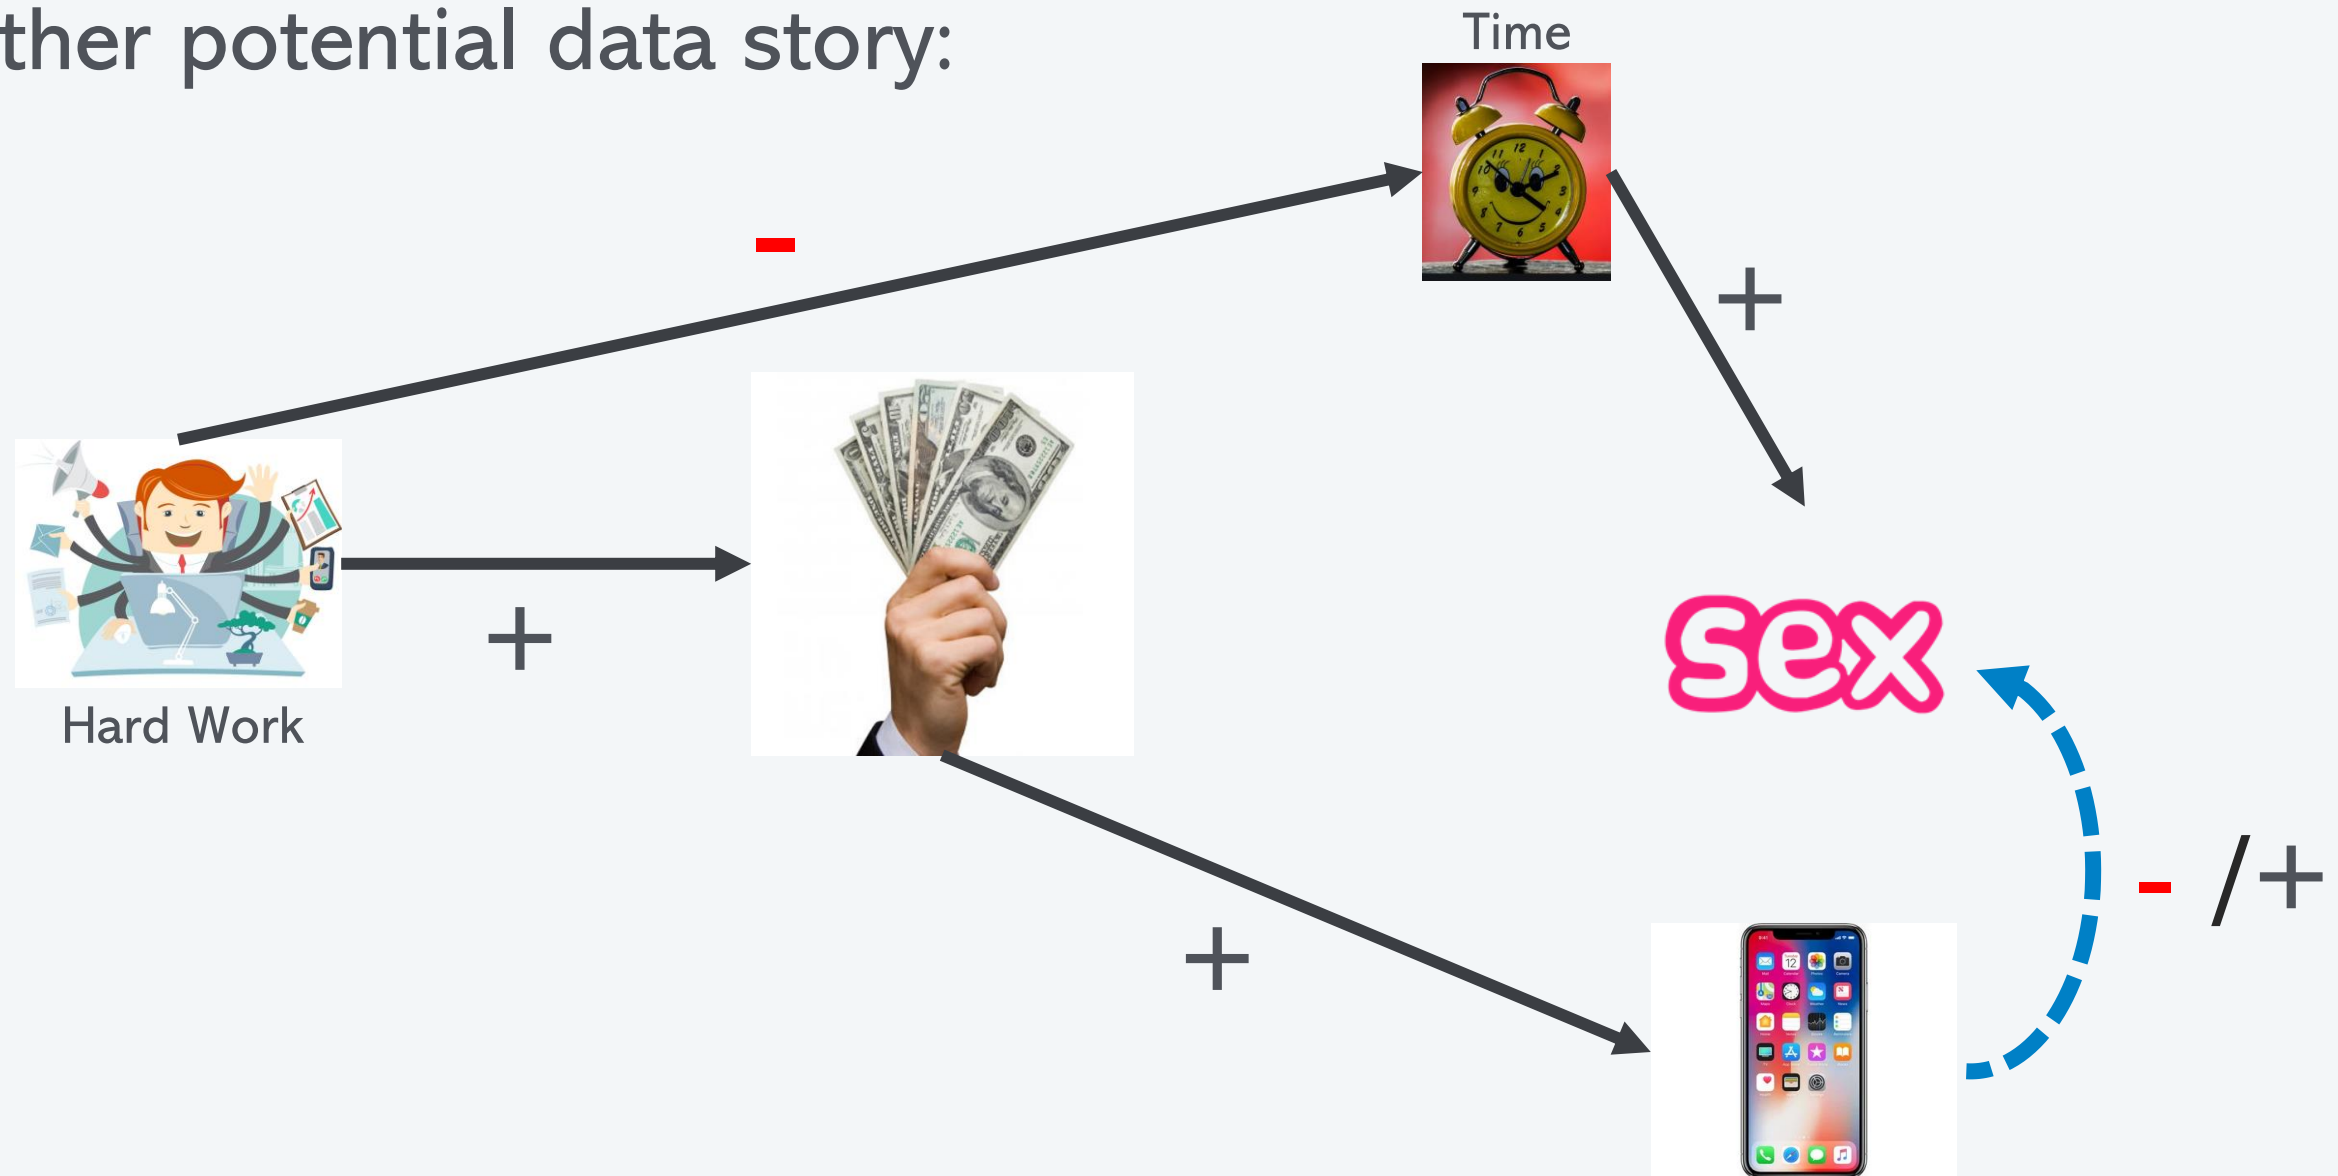 ther potential data story:
Time
-
+
+
Hard Work
sex
- /+
+